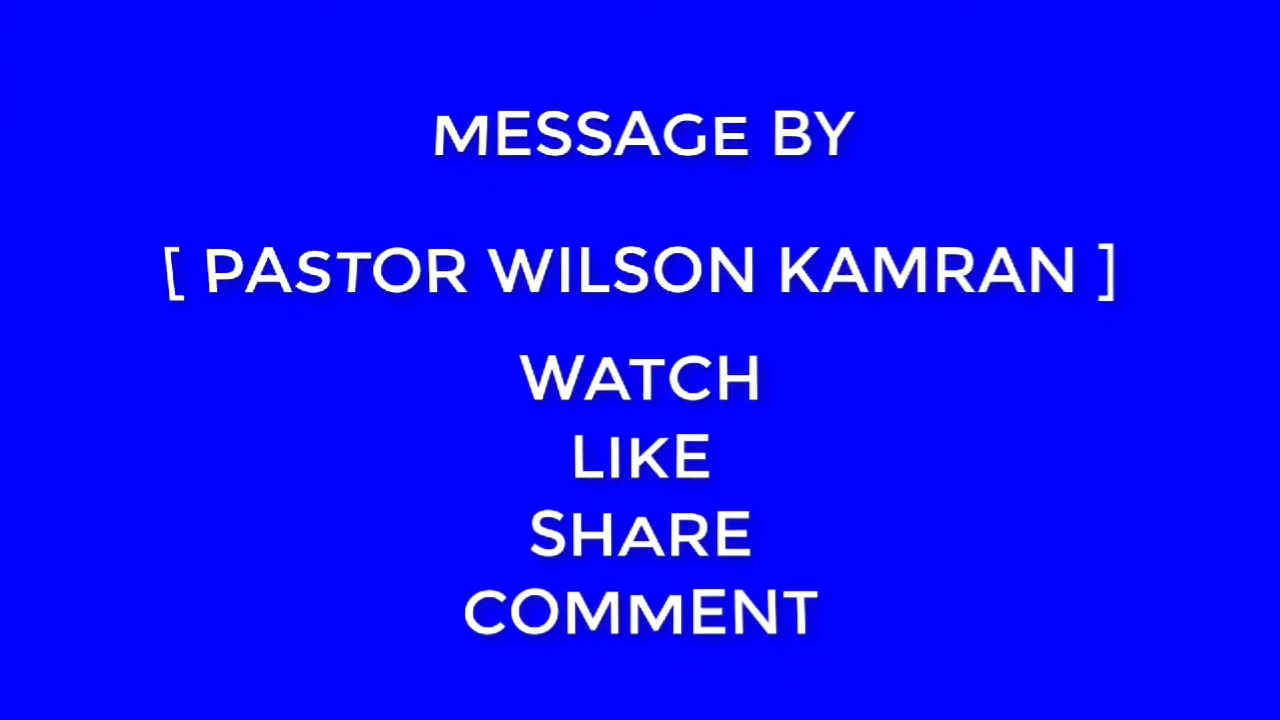 MESSAGE BY
[ PASTOR WILSON KAMRAN ]
WATCH
LIKE
SHARE
COMMENT